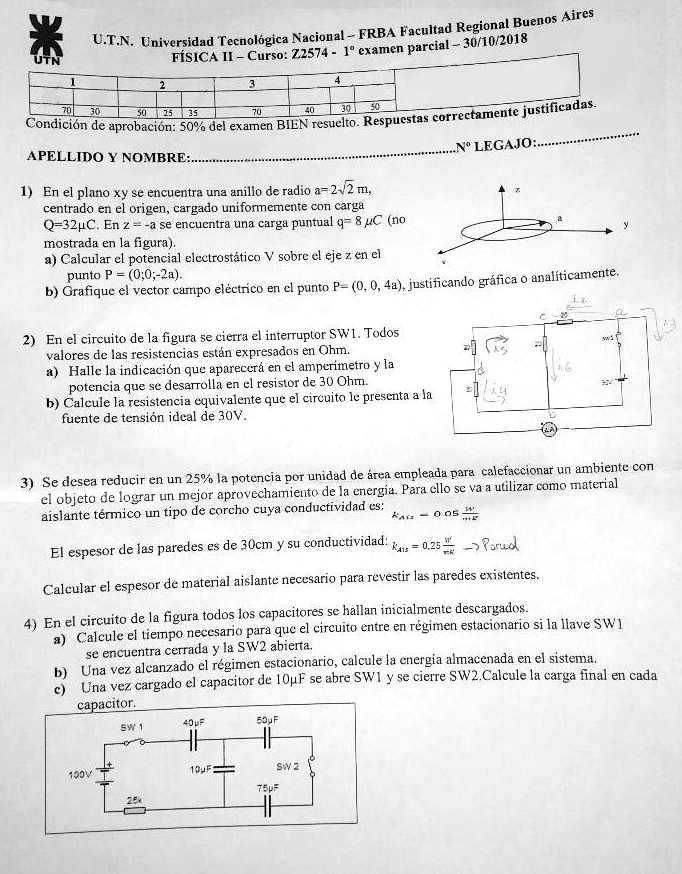 U.T.N. Universidad Tecnológica Nacional – FRBA Facultad Regional Buenos Aires
UTN
FÍSICA II – Curso: Z2574 - 1º examen parcial – 30/10/2018
1 2 3 4
70 30 50 25 35 70 40 30 50
Condición de aprobación: 50% del examen BIEN resuelto. Respuestas correctamente justificadas.
APELLIDO Y NOMBRE: Nº LEGAJO:
1) En el plano xy se encuentra una anillo de radio a=2√2 m,
centrado en el origen, cargado uniformemente con carga
Q=32μC. En z = -a se encuentra una carga puntual q= 8 μC (no
mostrada en la figura).
a) Calcular el potencial electrostático V sobre el eje z en el
punto P = (0;0;-2a).
b) Grafique el vector campo eléctrico en el punto P= (0, 0, 4a), justificando gráfica o analíticamente.
z
a
y
2) En el circuito de la figura se cierra el interruptor SW1. Todos
valores de las resistencias están expresados en Ohm.
a) Halle la indicación que aparecerá en el amperímetro y la
potencia que se desarrolla en el resistor de 30 Ohm.
b) Calcule la resistencia equivalente que el circuito le presenta a la
fuente de tensión ideal de 30V.
c 20 a
SW1
i5
d
i6
i4
30V
b
3) Se desea reducir en un 25% la potencia por unidad de área empleada para calefaccionar un ambiente con
el objeto de lograr un mejor aprovechamiento de la energía. Para ello se va a utilizar como material
aislante térmico un tipo de corcho cuya conductividad es: k_AIS = 0.05 W/mK
El espesor de las paredes es de 30cm y su conductividad: k_AIS = 0,25 W/mK → Pared
Calcular el espesor de material aislante necesario para revestir las paredes existentes.
4) En el circuito de la figura todos los capacitores se hallan inicialmente descargados.
a) Calcule el tiempo necesario para que el circuito entre en régimen estacionario si la llave SW1
se encuentra cerrada y la SW2 abierta.
b) Una vez alcanzado el régimen estacionario, calcule la energía almacenada en el sistema.
c) Una vez cargado el capacitor de 10μF se abre SW1 y se cierre SW2.Calcule la carga final en cada
capacitor.
SW 1 40μF 50μF
100V 10μF SW 2
75μF
25k